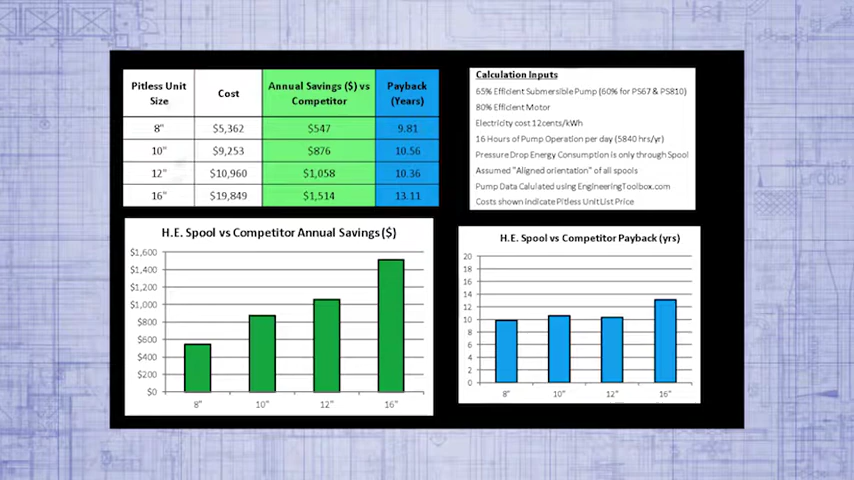 Pitless Unit Size Cost Annual Savings ($) vs Competitor Payback (Years)
8" $5,362 $547 9.81
10" $9,253 $876 10.56
12" $10,960 $1,058 10.36
16" $19,849 $1,514 13.11
Calculation Inputs
65% Efficient Submersible Pump (60% for PS67 & PS810)
80% Efficient Motor
Electricity cost 12cents/kWh
16 Hours of Pump Operation per day (5840 hrs/yr)
Pressure Drop Energy Consumption is only through Spool
Assumed "Aligned orientation" of all spools
Pump Data Calulated using EngineeringToolbox.com
Costs shown indicate Pitless Unit List Price
H.E. Spool vs Competitor Annual Savings ($)
$1,600
$1,400
$1,200
$1,000
$800
$600
$400
$200
$0
8" 10" 12" 16"
H.E. Spool vs Competitor Payback (yrs)
20
18
16
14
12
10
8
6
4
2
0
8" 10" 12" 16"